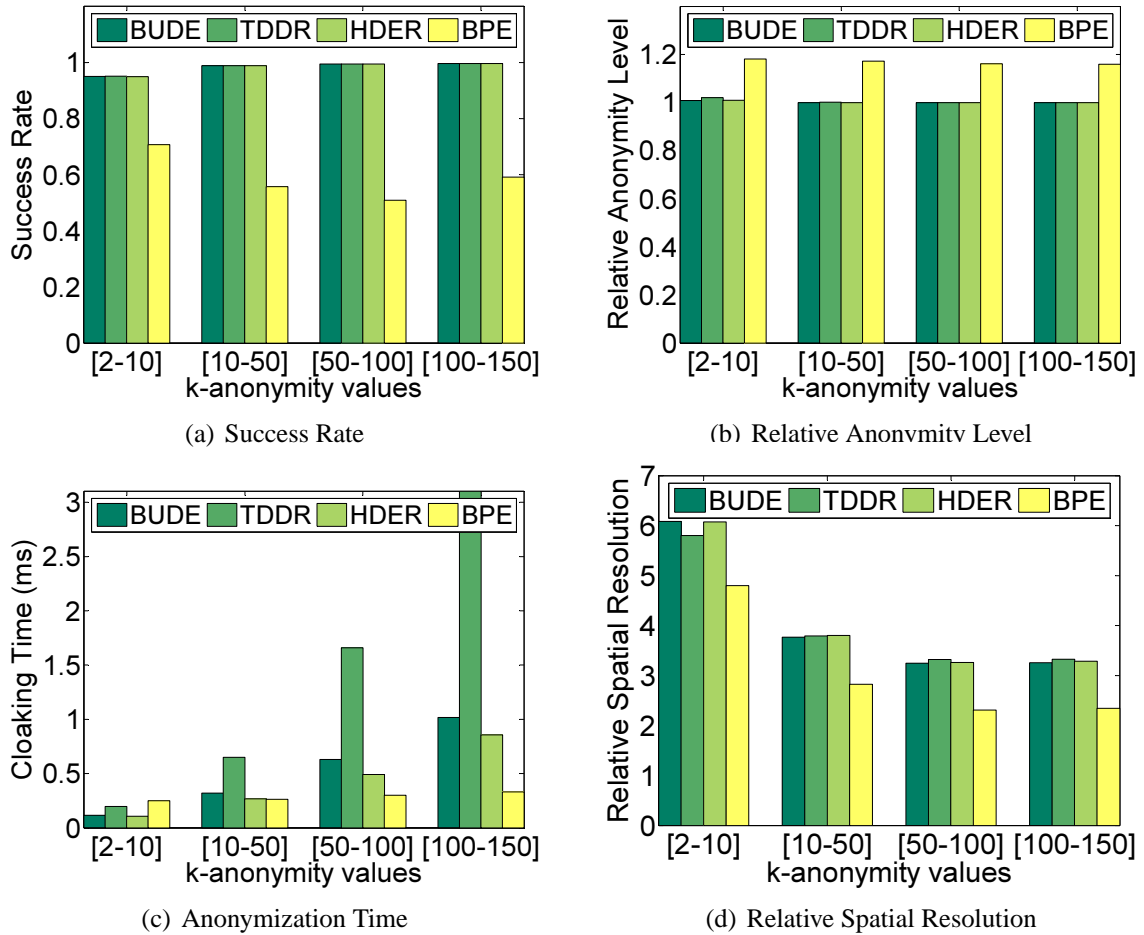 BUDE TDDR HDER BPE
1
0.8
0.6
0.4
0.2
0
Success Rate
[2-10] [10-50] [50-100] [100-150]
k-anonymity values
(a) Success Rate
BUDE TDDR HDER BPE
1.2
1
0.8
0.6
0.4
0.2
0
Relative Anonymity Level
[2-10] [10-50] [50-100] [100-150]
k-anonymity values
(b) Relative Anonymity Level
BUDE TDDR HDER BPE
3
2.5
2
1.5
1
0.5
0
Cloaking Time (ms)
[2-10] [10-50] [50-100] [100-150]
k-anonymity values
(c) Anonymization Time
BUDE TDDR HDER BPE
7
6
5
4
3
2
1
0
Relative Spatial Resolution
[2-10] [10-50] [50-100] [100-150]
k-anonymity values
(d) Relative Spatial Resolution